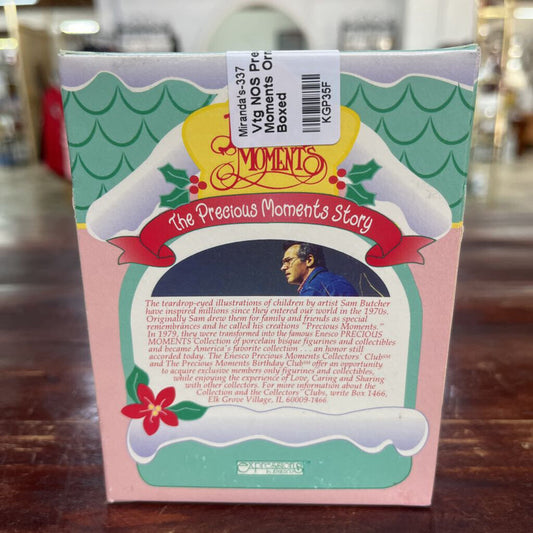 Miranda's-337
Vtg NOS Pre
Moments Orn
Boxed
KGP35F
MOMENTS
The Precious Moments Story
The teardrop-eyed illustrations of children by artist Sam Butcher
have inspired millions since they entered our world in the 1970s.
Originally Sam drew them for family and friends as special
remembrances and he called his creations "Precious Moments."
In 1979, they were transformed into the famous Enesco PRECIOUS
MOMENTS Collection of porcelain bisque figurines and collectibles
and became America's favorite collection . . . an honor still
accorded today. The Enesco Precious Moments Collectors' Club℠
and The Precious Moments Birthday Club℠ offer an opportunity
to acquire exclusive members only figurines and collectibles,
while enjoying the experience of Love, Caring and Sharing
with other collectors. For more information about the
Collection and the Collectors' Clubs, write Box 1466,
Elk Grove Village, IL 60009-1466.